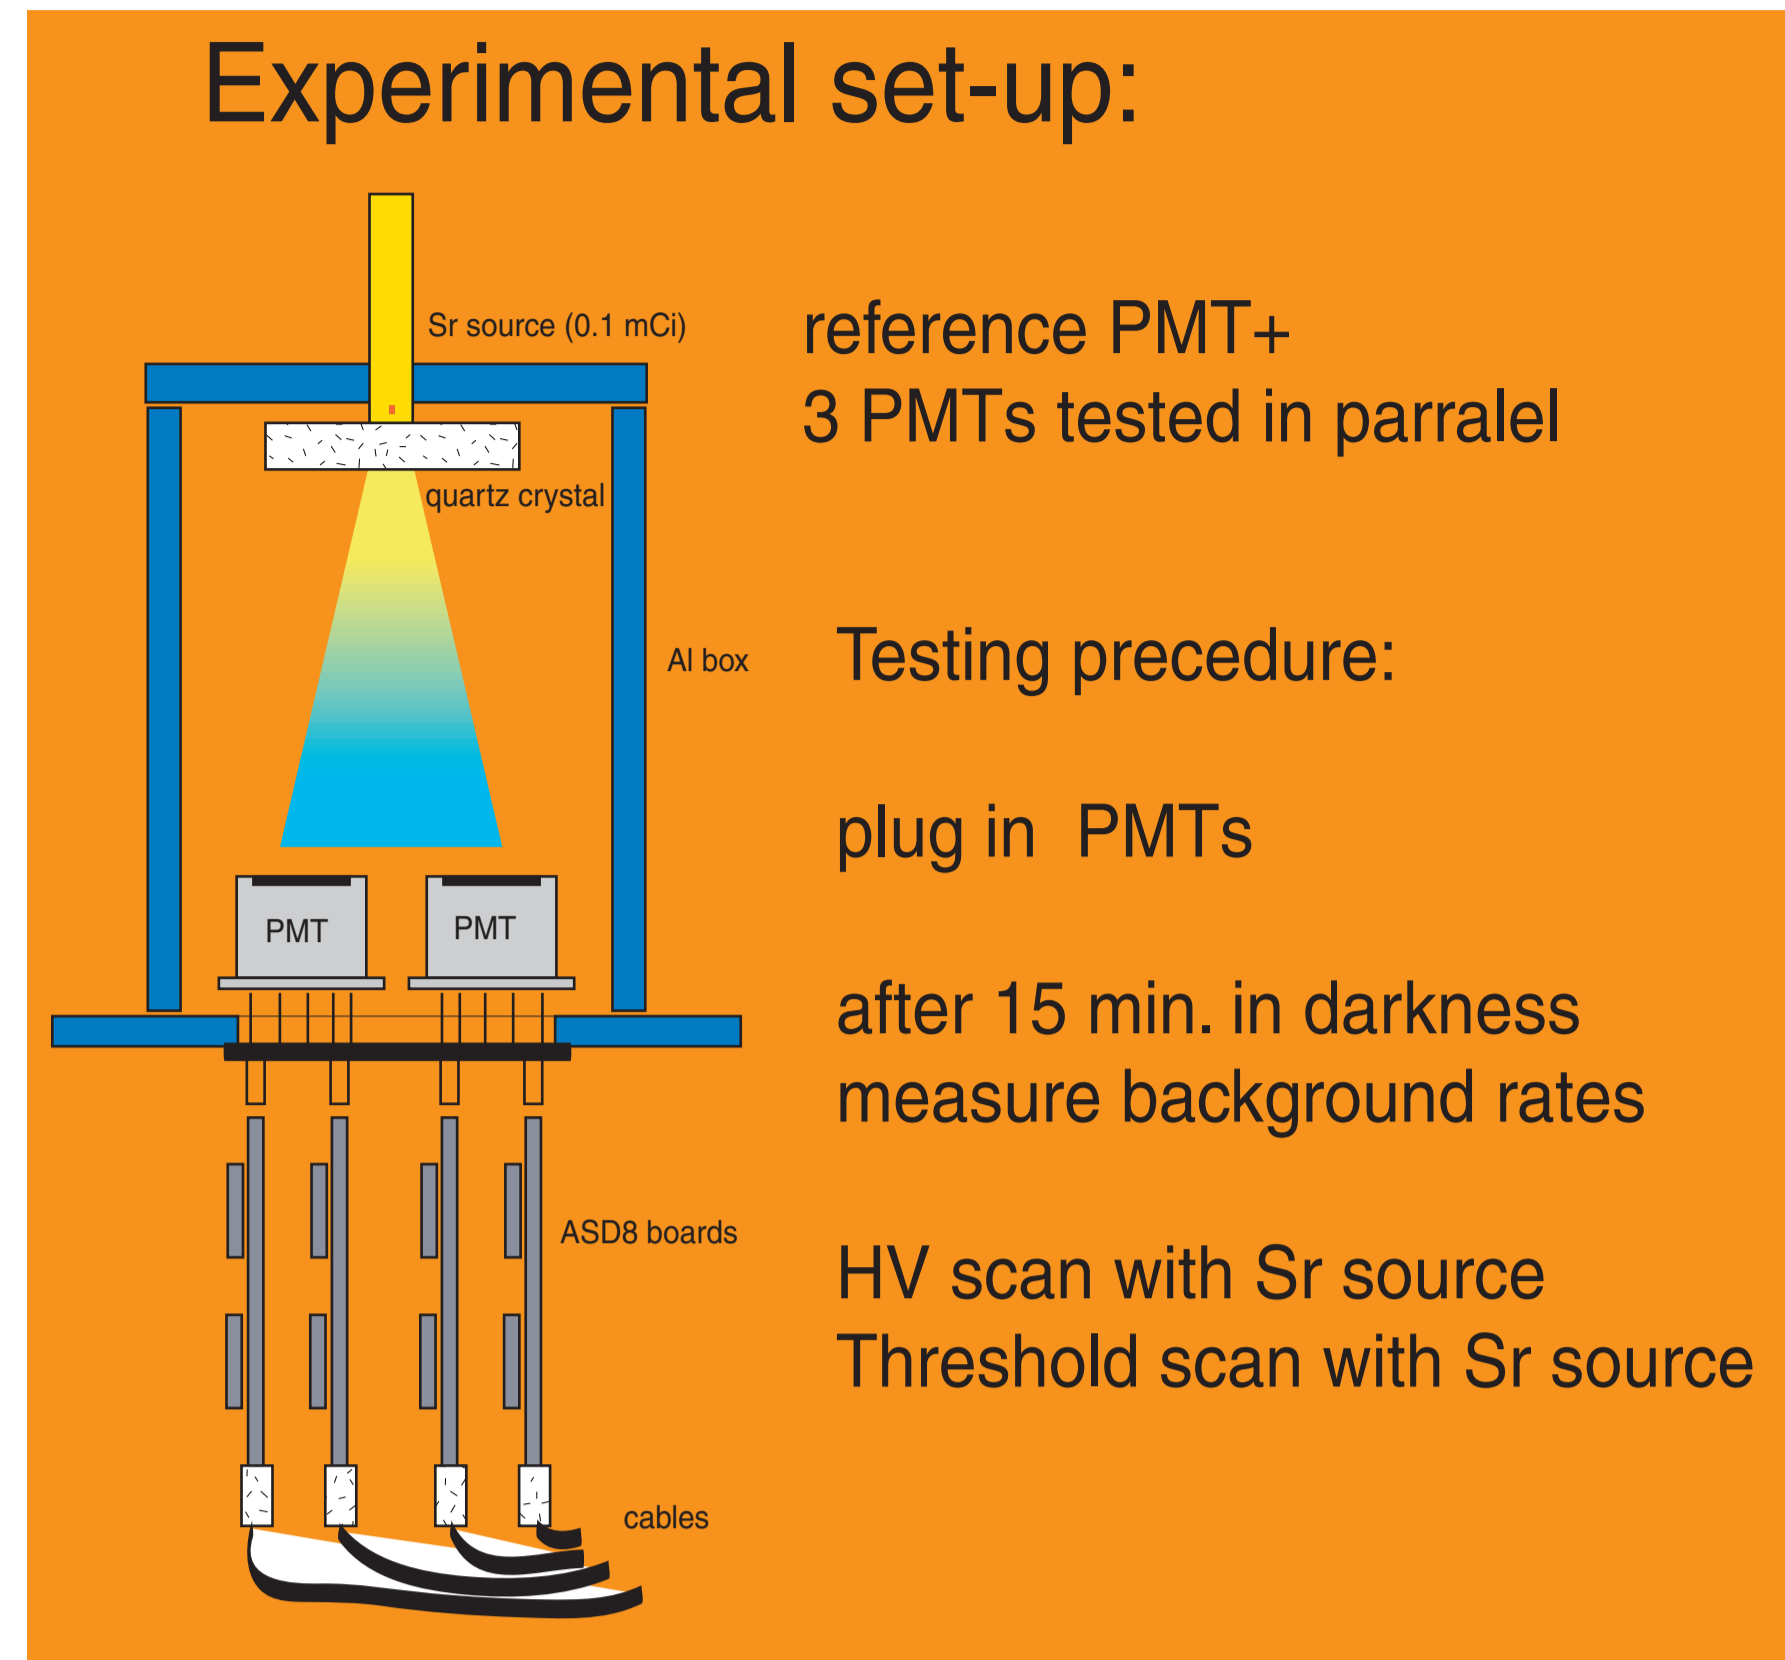 Experimental set-up:
Sr source (0.1 mCi)
reference PMT+
3 PMTs tested in parralel
quartz crystal
Al box
Testing precedure:
plug in PMTs
PMT
PMT
after 15 min. in darkness
measure background rates
ASD8 boards
HV scan with Sr source
Threshold scan with Sr source
cables